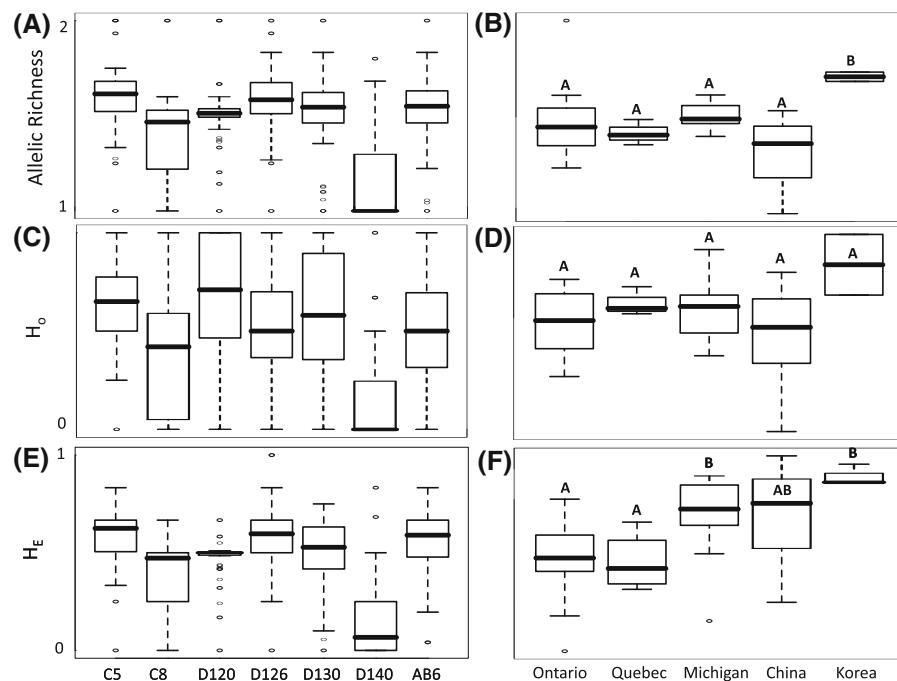 (A)
2
1
Allelic Richness
(B)
A
A
A
A
B
(C)
0
Ho
(D)
A
A
A
A
A
(E)
1
0
HE
C5 C8 D120 D126 D130 D140 AB6
(F)
A
A
B
AB
B
Ontario Quebec Michigan China Korea